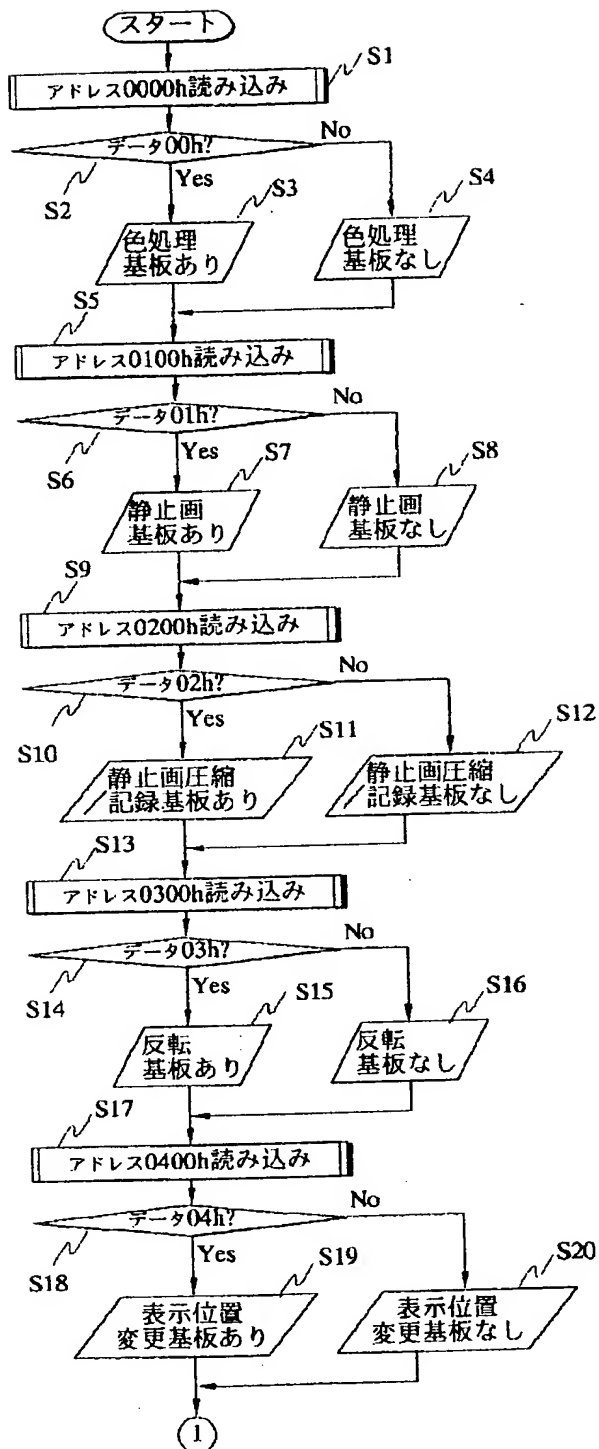 スタート
アドレス0000h読み込み
S1
データ00h?
No
S2
Yes
S3
S4
色処理
基板あり
色処理
基板なし
S5
アドレス0100h読み込み
データ01h?
No
S6
Yes
S7
S8
静止画
基板あり
静止画
基板なし
S9
アドレス0200h読み込み
データ02h?
No
S10
Yes
S11
S12
静止画圧縮
記録基板あり
静止画圧縮
記録基板なし
S13
アドレス0300h読み込み
データ03h?
No
S14
Yes
S15
S16
反転
基板あり
反転
基板なし
S17
アドレス0400h読み込み
データ04h?
No
S18
Yes
S19
S20
表示位置
変更基板あり
表示位置
変更基板なし
1